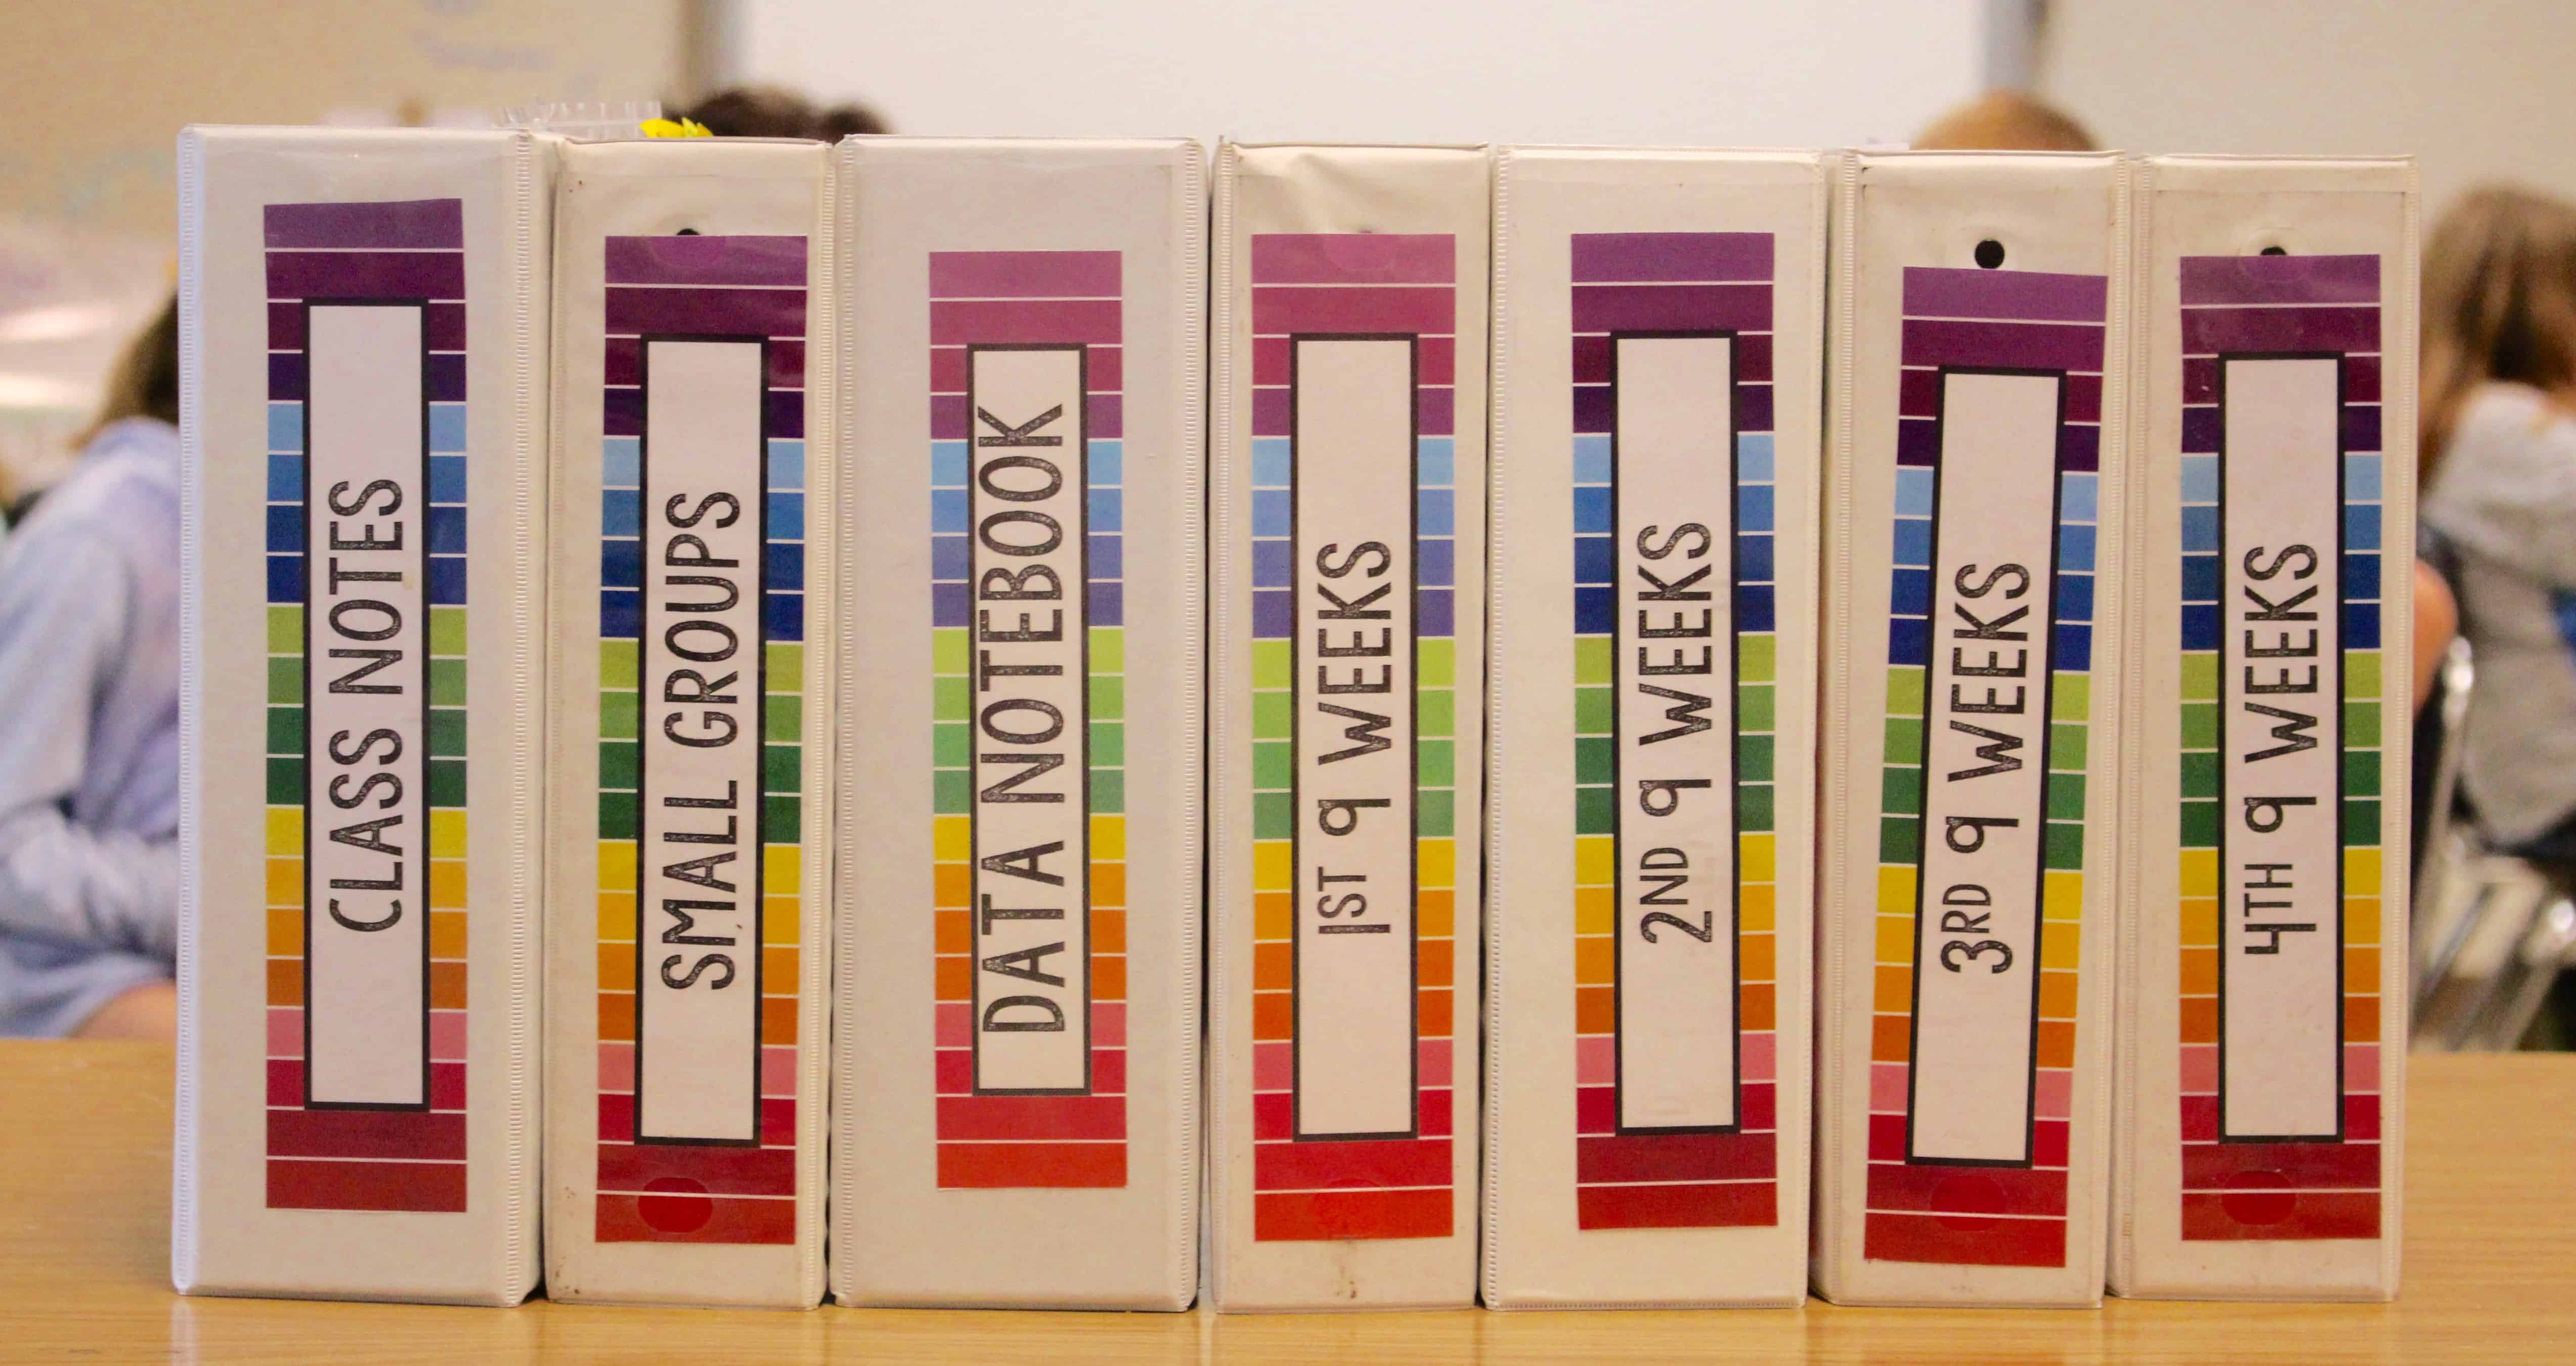 CLASS NOTES
SMALL GROUPS
DATA NOTEBOOK
1ST 9 WEEKS
2ND 9 WEEKS
3RD 9 WEEKS
4TH 9 WEEKS